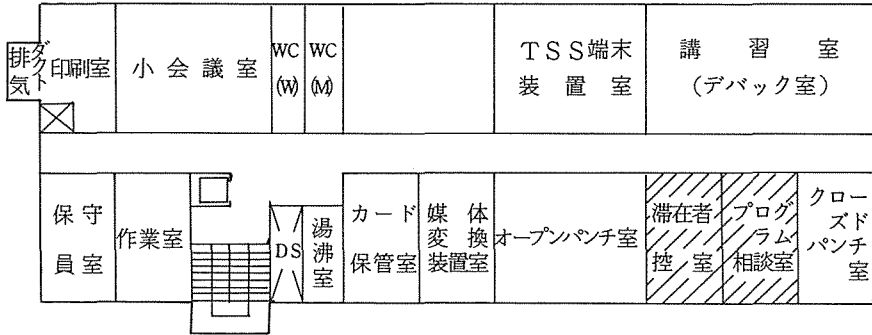 排気
ダクト
印刷室
小会議室
WC
(W)
WC
(M)
TSS端末
装置室
講習室
(デバック室)
保守
員室
作業室
DS
湯沸室
カード
保管室
媒体
変換
装置室
オープンパンチ室
滞在者
控室
プログ
ラム
相談室
クロー
ズド
パンチ
室